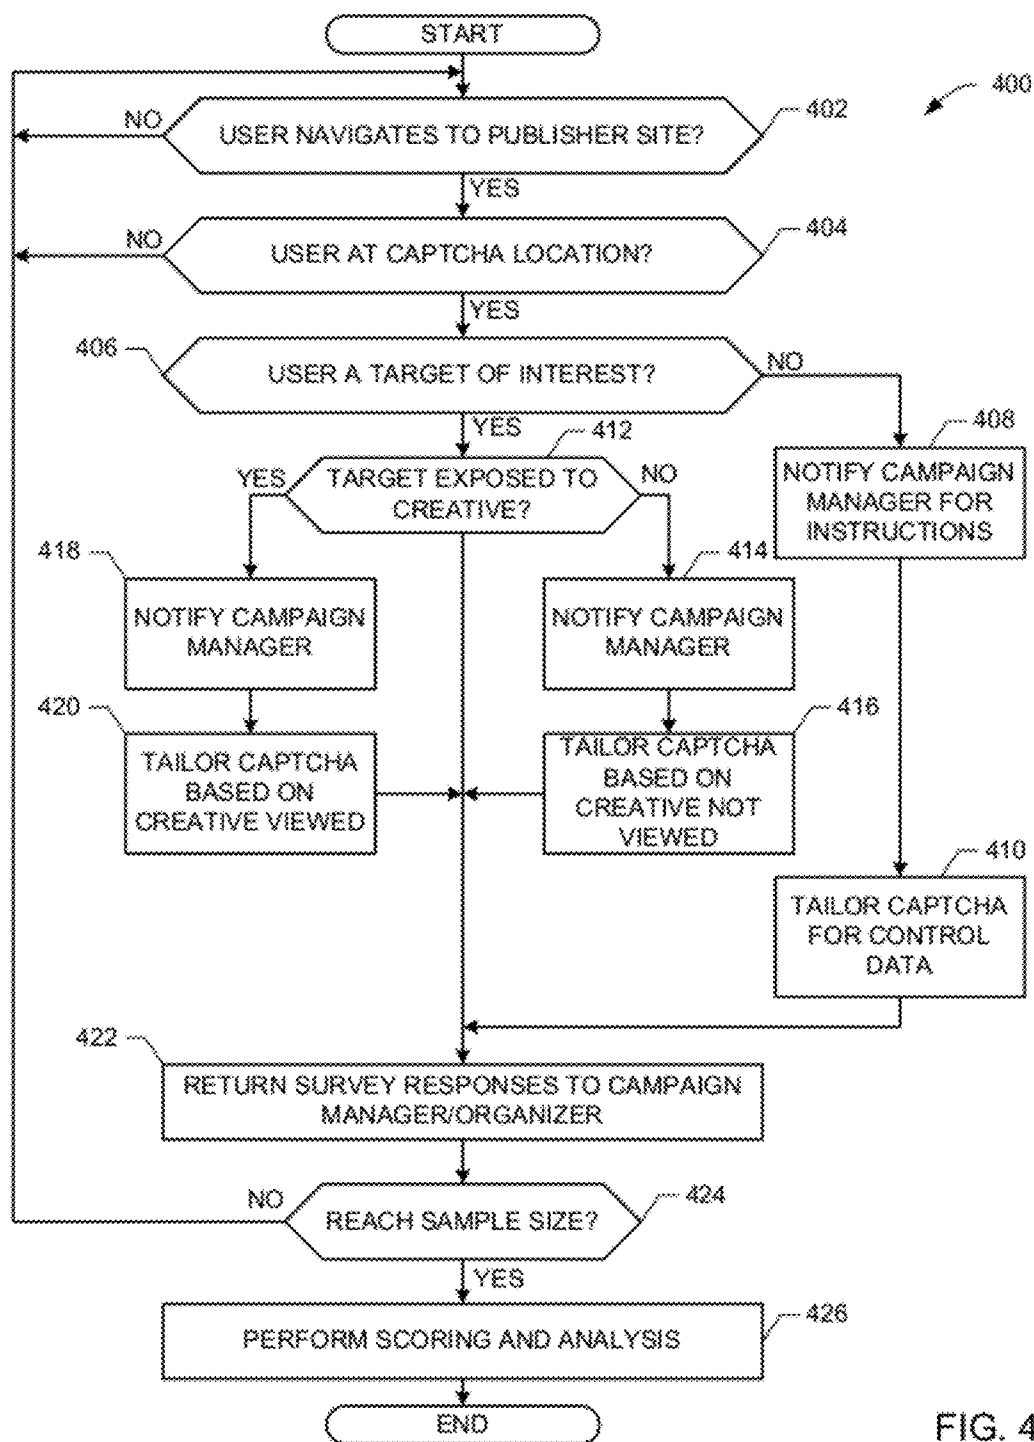 START
400
NO
USER NAVIGATES TO PUBLISHER SITE?
402
YES
NO
USER AT CAPTCHA LOCATION?
404
YES
406
USER A TARGET OF INTEREST?
NO
YES
412
408
YES
TARGET EXPOSED TO
CREATIVE?
NO
NOTIFY CAMPAIGN
MANAGER FOR
INSTRUCTIONS
418
NOTIFY CAMPAIGN
MANAGER
414
NOTIFY CAMPAIGN
MANAGER
420
TAILOR CAPTCHA
BASED ON
CREATIVE VIEWED
416
TAILOR CAPTCHA
BASED ON
CREATIVE NOT
VIEWED
410
TAILOR CAPTCHA
FOR CONTROL
DATA
422
RETURN SURVEY RESPONSES TO CAMPAIGN
MANAGER/ORGANIZER
NO
REACH SAMPLE SIZE?
424
YES
PERFORM SCORING AND ANALYSIS
426
END
FIG. 4